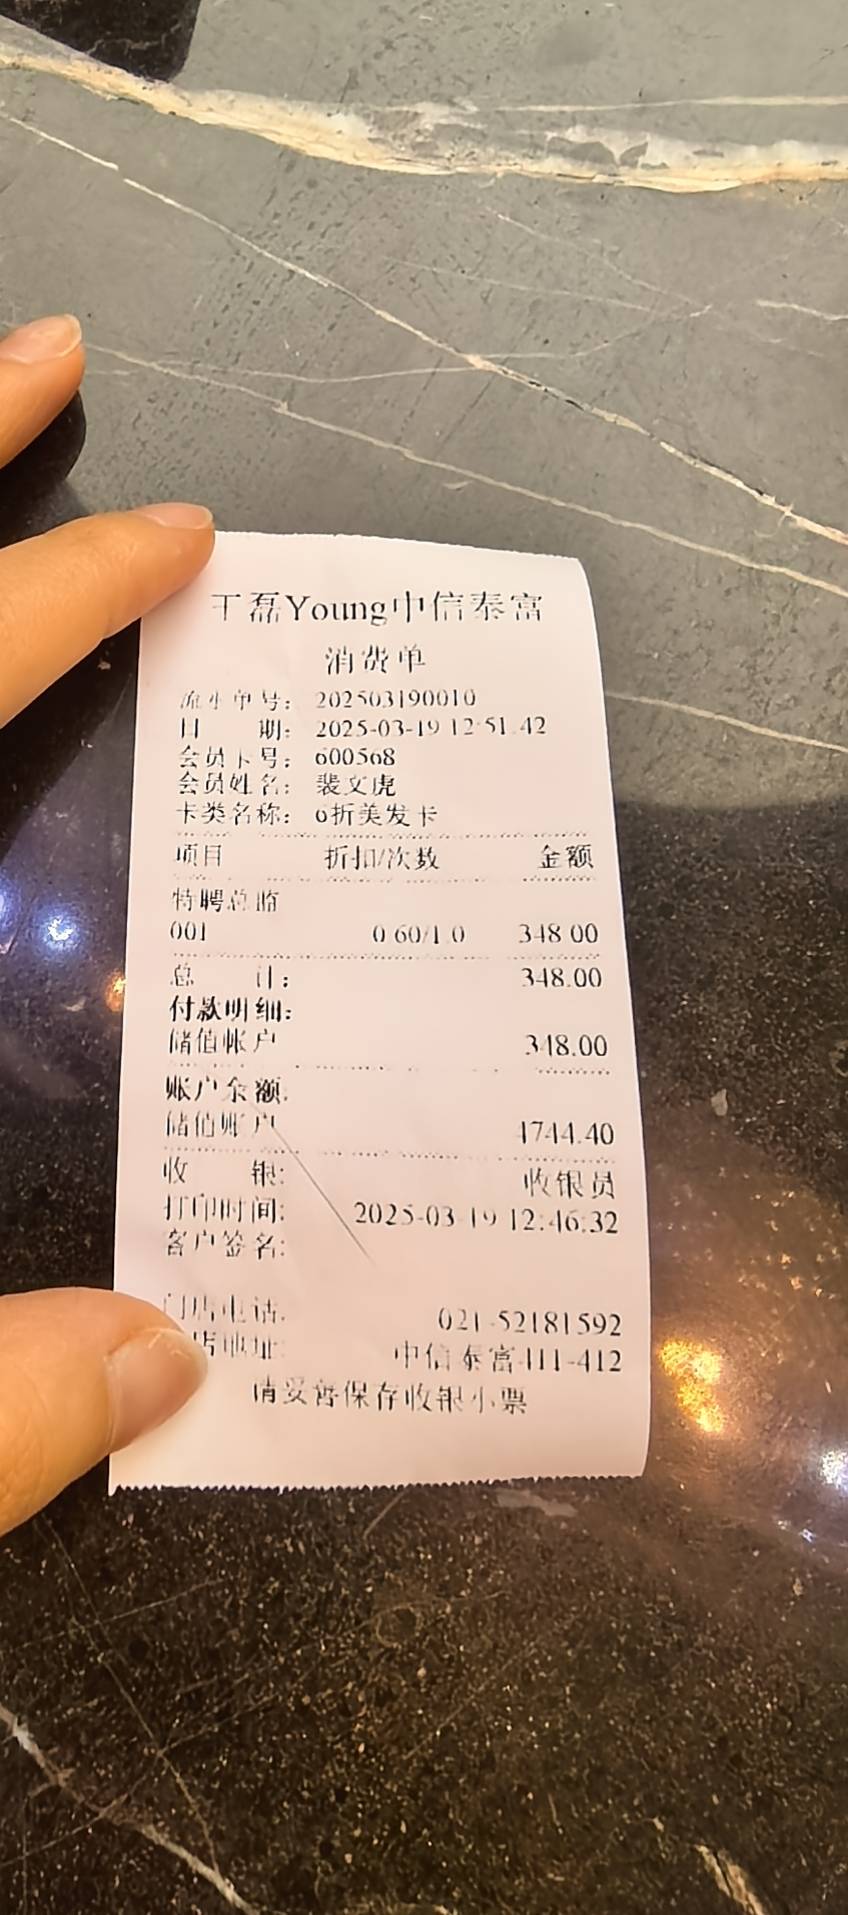 王磊Young中信泰富
消费单
流水单号: 202503190010
日 期: 2025-03-19 12:51:42
会员卡号: 600568
会员姓名: 裴文虎
卡类名称: 6折美发卡
项目 折扣/次数 金额
特聘总监
001 0.60/1.0 348.00
总 计: 348.00
付款明细:
储值帐户 348.00
账户余额:
储值账户 4744.40
收 银: 收银员
打印时间: 2025-03-19 12:46:32
客户签名:
门店电话: 021-52181592
店地址: 中信泰富411-412
请妥善保存收银小票